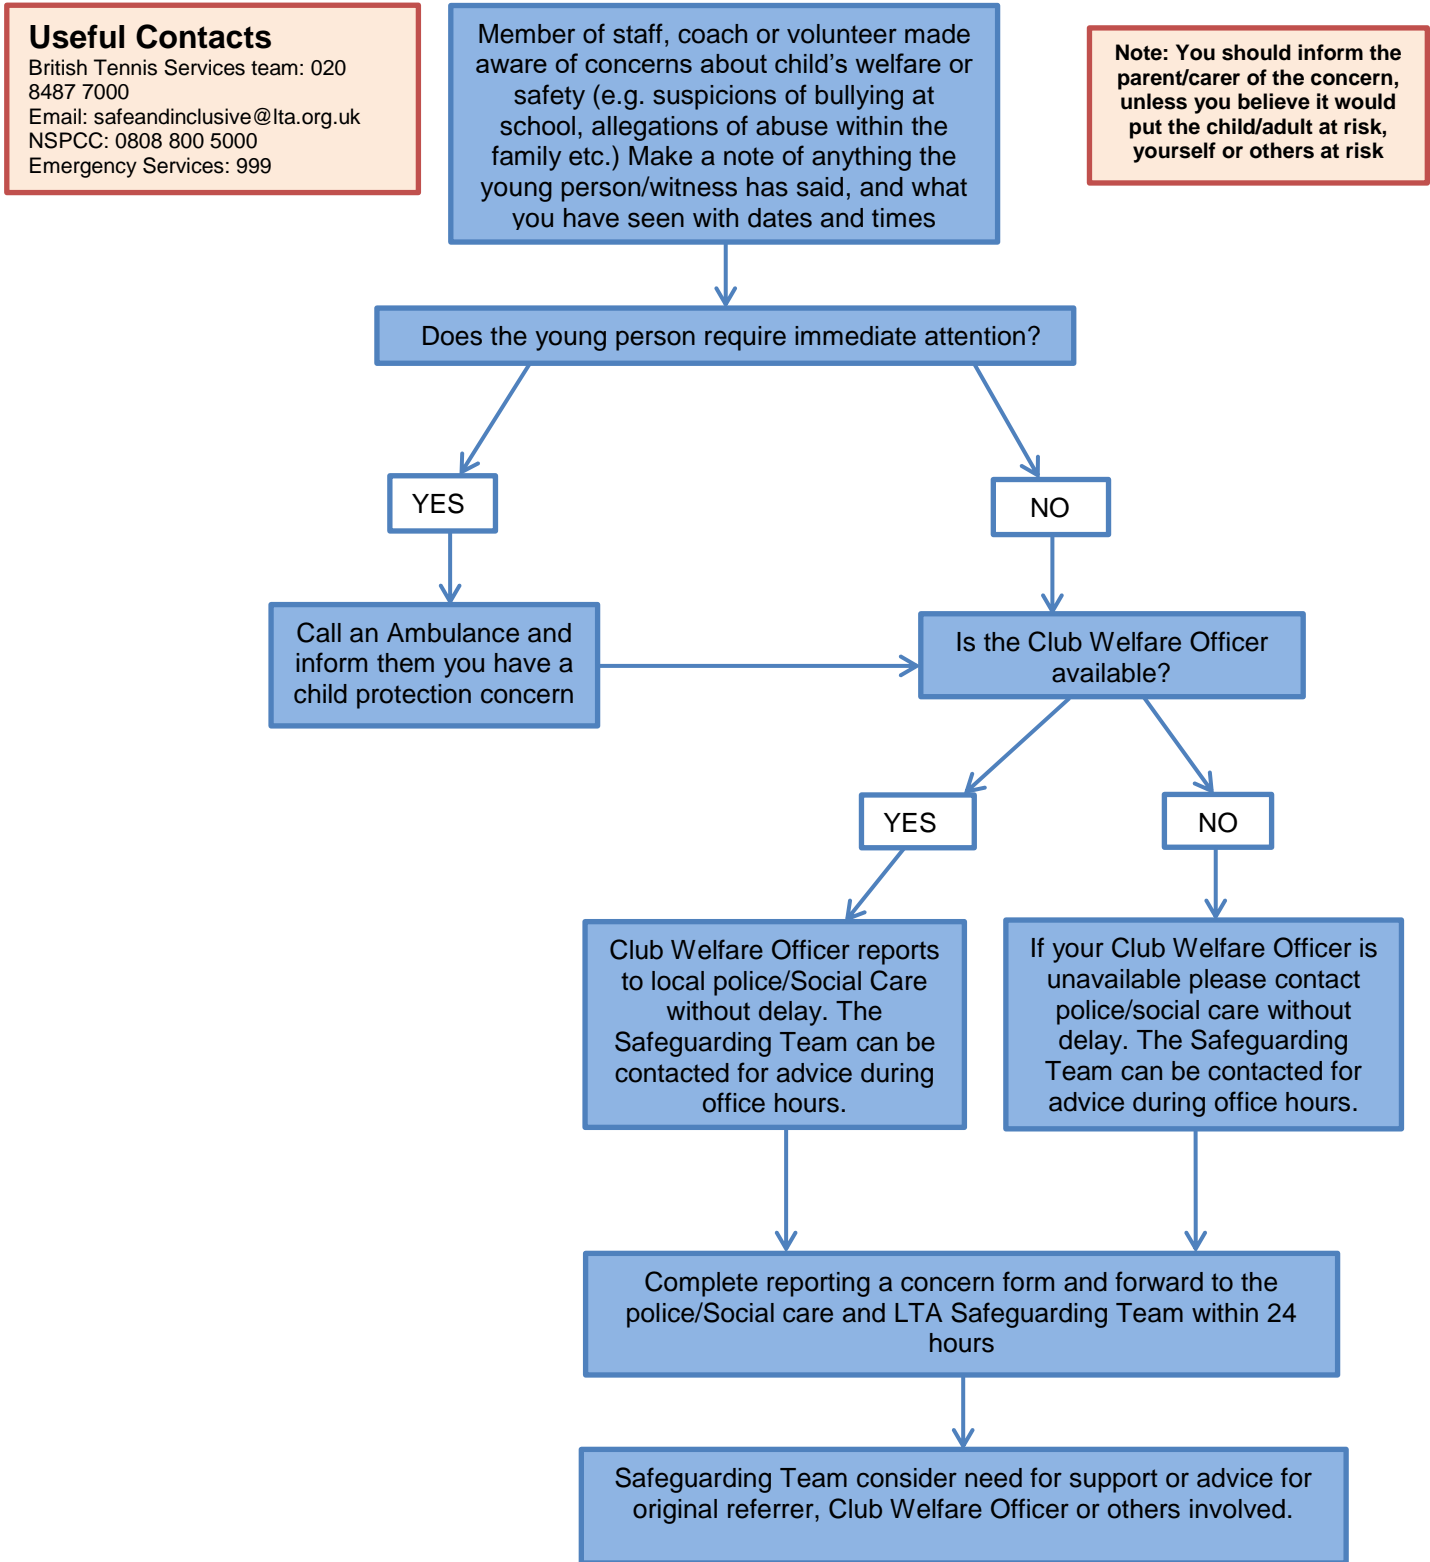 Useful Contacts
British Tennis Services team: 020
8487 7000
Email: safeandinclusive@lta.org.uk
NSPCC: 0808 800 5000
Emergency Services: 999
Member of staff, coach or volunteer made
aware of concerns about child's welfare or
safety (e.g. suspicions of bullying at
school, allegations of abuse within the
family etc.) Make a note of anything the
young person/witness has said, and what
you have seen with dates and times
Note: You should inform the
parent/carer of the concern,
unless you believe it would
put the child/adult at risk,
yourself or others at risk
Does the young person require immediate attention?
YES
NO
Call an Ambulance and
inform them you have a
child protection concern
Is the Club Welfare Officer
available?
YES
NO
Club Welfare Officer reports
to local police/Social Care
without delay. The
Safeguarding Team can be
contacted for advice during
office hours.
If your Club Welfare Officer is
unavailable please contact
police/social care without
delay. The Safeguarding
Team can be contacted for
advice during office hours.
Complete reporting a concern form and forward to the
police/Social care and LTA Safeguarding Team within 24
hours
Safeguarding Team consider need for support or advice for
original referrer, Club Welfare Officer or others involved.